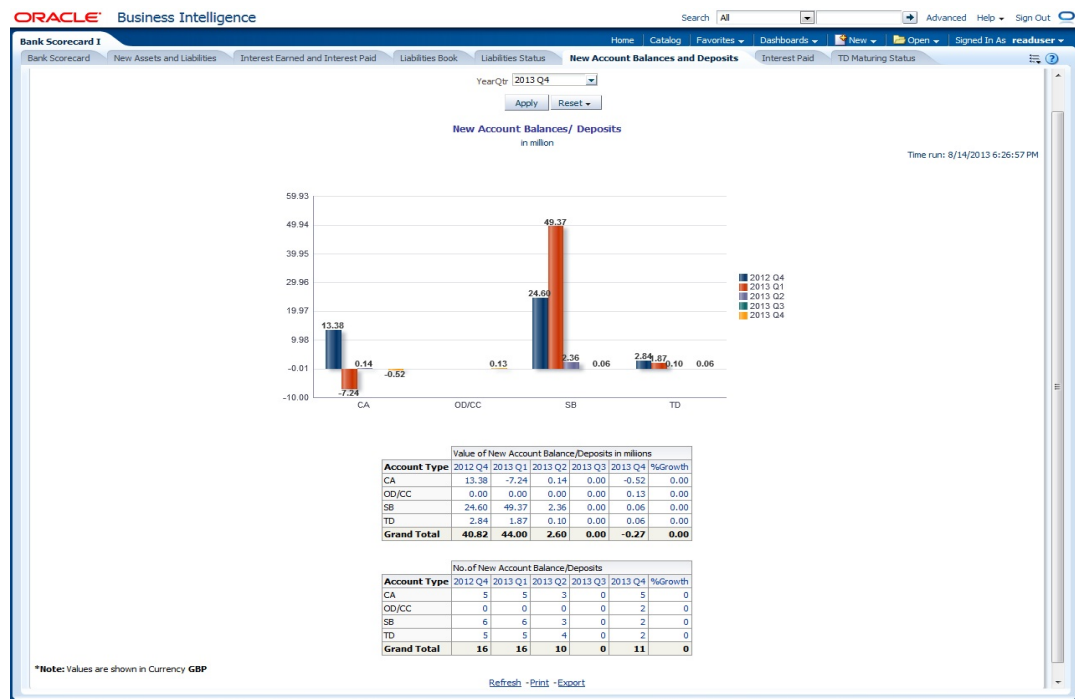 ORACLE Business Intelligence
Search All Advanced Help Sign Out
Bank Scorecard I
Home Catalog Favorites Dashboards New Open Signed In As readuser
Bank Scorecard New Assets and Liabilities Interest Earned and Interest Paid Liabilities Book Liabilities Status New Account Balances and Deposits Interest Paid TD Maturing Status
YearQtr 2013 Q4
Apply Reset
New Account Balances/ Deposits
in million
Time run: 8/14/2013 6:26:57 PM
59.93
49.94
39.95
29.96
19.97
9.98
-0.01
-10.00
13.38
-7.24
0.14
-0.52
0.13
24.60
49.37
2.36
0.06
2.84
1.87
0.10
0.06
CA OD/CC SB TD
2012 Q4
2013 Q1
2013 Q2
2013 Q3
2013 Q4
Value of New Account Balance/Deposits in millions
Account Type 2012 Q4 2013 Q1 2013 Q2 2013 Q3 2013 Q4 %Growth
CA 13.38 -7.24 0.14 0.00 -0.52 0.00
OD/CC 0.00 0.00 0.00 0.00 0.13 0.00
SB 24.60 49.37 2.36 0.00 0.06 0.00
TD 2.84 1.87 0.10 0.00 0.06 0.00
Grand Total 40.82 44.00 2.60 0.00 -0.27 0.00
No.of New Account Balance/Deposits
Account Type 2012 Q4 2013 Q1 2013 Q2 2013 Q3 2013 Q4 %Growth
CA 5 5 3 0 5 0
OD/CC 0 0 0 0 2 0
SB 6 6 3 0 2 0
TD 5 5 4 0 2 0
Grand Total 16 16 10 0 11 0
*Note: Values are shown in Currency GBP
Refresh - Print - Export